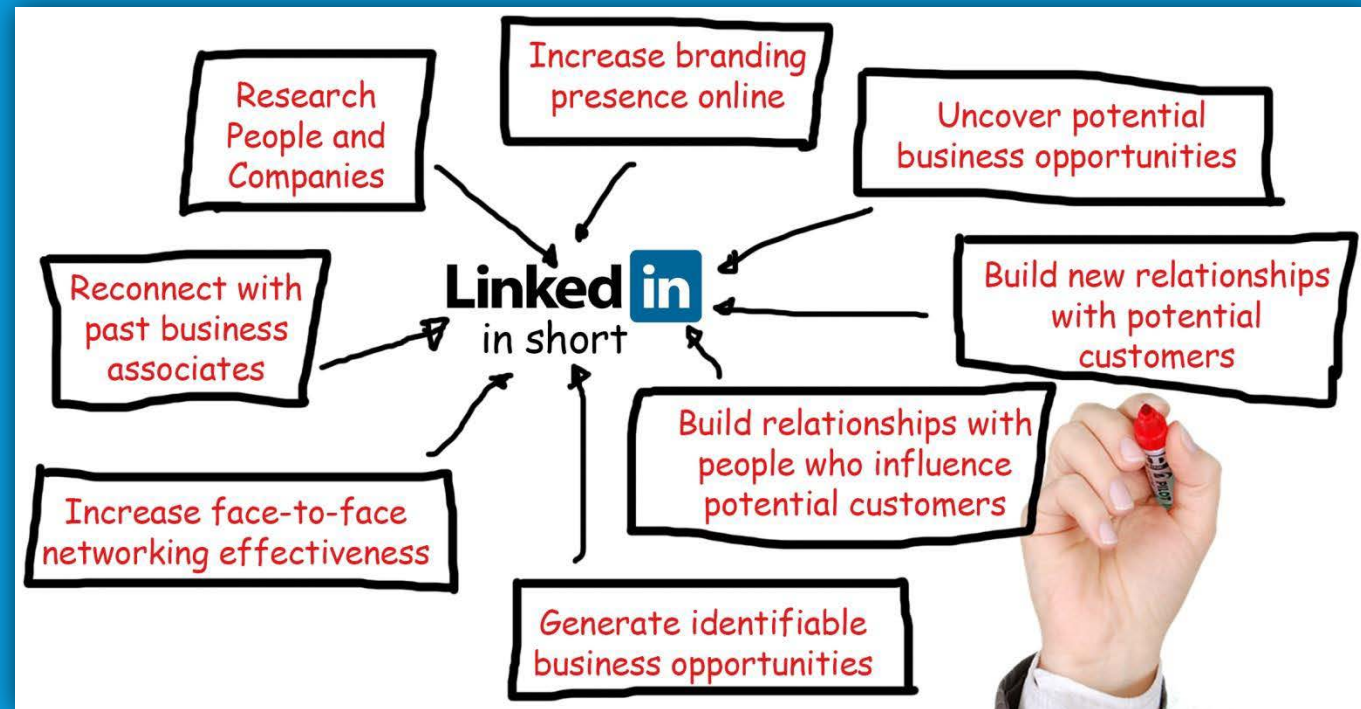 Increase branding
presence online
Research
People and
Companies
Uncover potential
business opportunities
Reconnect with
past business
associates
Linked in
in short
Build new relationships
with potential
customers
Build relationships with
people who influence
potential customers
Increase face-to-face
networking effectiveness
Generate identifiable
business opportunities
PILOT